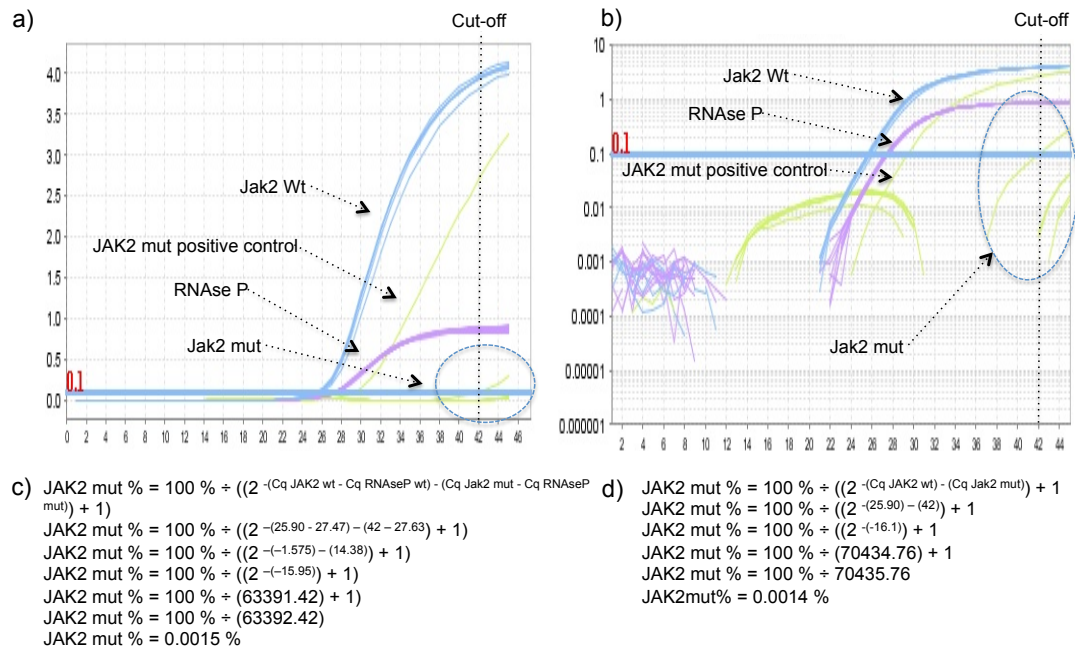 a)
Cut-off
4.0
3.5
3.0
2.5
2.0
1.5
1.0
0.5
0.0
0.1
Jak2 Wt
JAK2 mut positive control
RNAse P
Jak2 mut
0 2 4 6 8 10 12 14 16 18 20 22 24 26 28 30 32 34 36 38 40 42 44 46
b)
Cut-off
10
1
0.1
0.01
0.001
0.0001
0.00001
0.000001
0.1
Jak2 Wt
RNAse P
JAK2 mut positive control
Jak2 mut
2 4 6 8 10 12 14 16 18 20 22 24 26 28 30 32 34 36 38 40 42 44
c) JAK2 mut % = 100 % ÷ ((2 -(Cq JAK2 wt - Cq RNAseP wt) - (Cq Jak2 mut - Cq RNAseP
mut)) + 1)
JAK2 mut % = 100 % ÷ ((2 –(25.90 - 27.47) – (42 – 27.63) + 1)
JAK2 mut % = 100 % ÷ ((2 –(–1.575) – (14.38)) + 1)
JAK2 mut % = 100 % ÷ ((2 –(–15.95)) + 1)
JAK2 mut % = 100 % ÷ (63391.42) + 1)
JAK2 mut % = 100 % ÷ (63392.42)
JAK2 mut % = 0.0015 %
d) JAK2 mut % = 100 % ÷ ((2 -(Cq JAK2 wt) - (Cq Jak2 mut)) + 1
JAK2 mut % = 100 % ÷ ((2 -(25.90) – (42)) + 1
JAK2 mut % = 100 % ÷ ((2 -(-16.1)) + 1
JAK2 mut % = 100 % ÷ (70434.76) + 1
JAK2 mut % = 100 % ÷ 70435.76
JAK2mut% = 0.0014 %